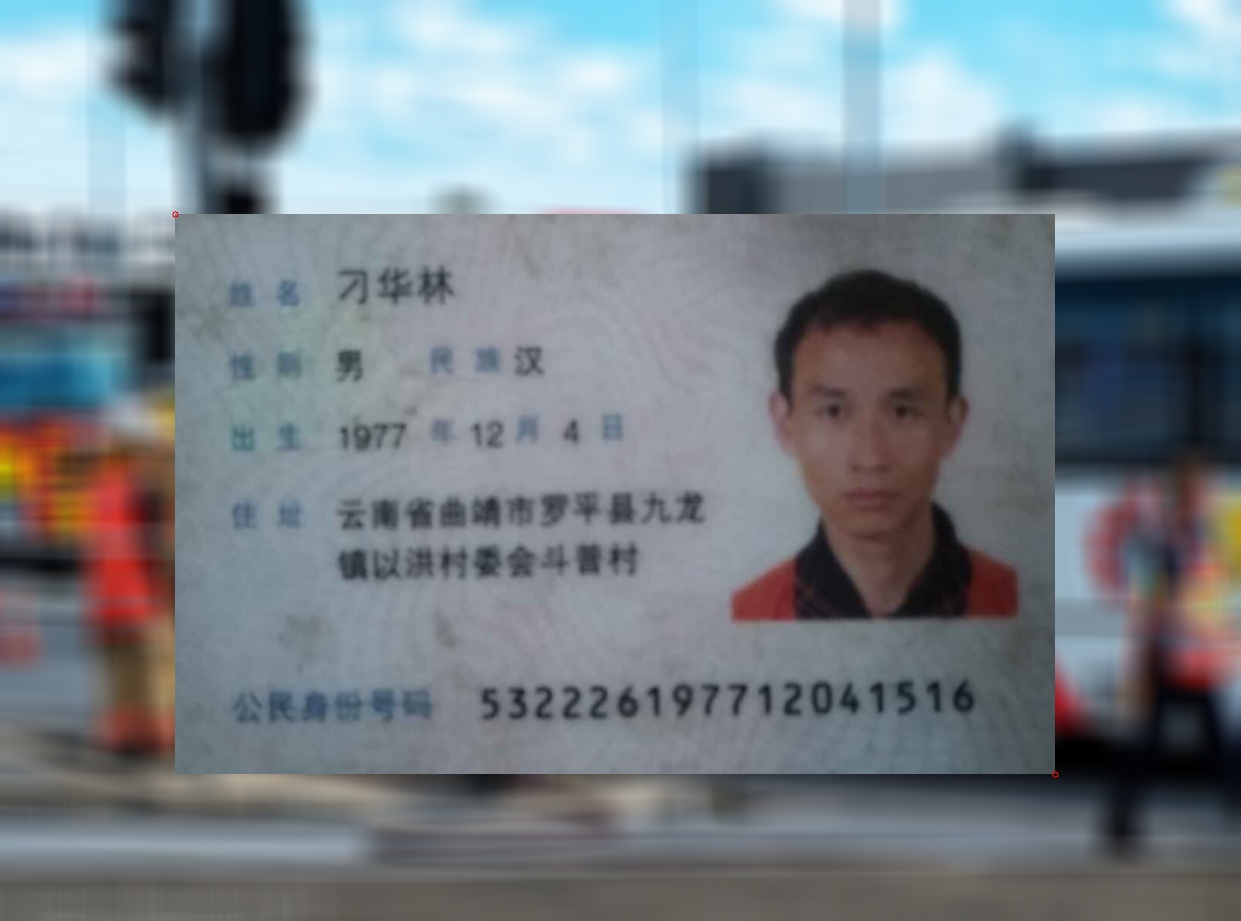 姓名 刁华林
性别 男 民族 汉
出生 1977 年 12 月 4 日
住址 云南省曲靖市罗平县九龙
镇以洪村委会斗普村
公民身份号码 532226197712041516